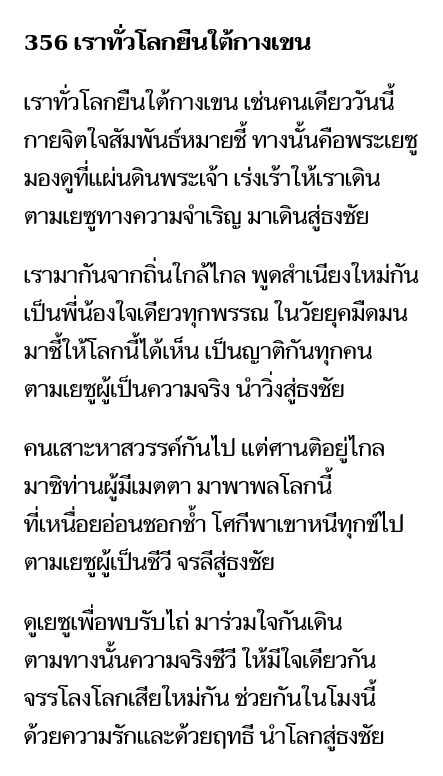 356 เราทั่วโลกยืนใต้กางเขน
เราทั่วโลกยืนใต้กางเขน เช่นคนเดียววันนี้
กายจิตใจสัมพันธ์หมายชี้ ทางนั้นคือพระเยซู
มองดูที่แผ่นดินพระเจ้า เร่งเร้าให้เราเดิน
ตามเยซูทางความจำเริญ มาเดินสู่ธงชัย
เรามากันจากถิ่นใกล้ไกล พูดสำเนียงใหม่กัน
เป็นพี่น้องใจเดียวทุกพรรณ ในวัยยุคมืดมน
มาชี้ให้โลกนี้ได้เห็น เป็นญาติกันทุกคน
ตามเยซูผู้เป็นความจริง นำวิ่งสู่ธงชัย
คนเสาะหาสวรรค์กันไป แต่ศานติอยู่ไกล
มาซิท่านผู้มีเมตตา มาพาพลโลกนี้
ที่เหนื่อยอ่อนชอกช้ำ โศกีพาเขาหนีทุกข์ไป
ตามเยซูผู้เป็นชีวี จรลีสู่ธงชัย
ดูเยซูเพื่อพบรับไถ่ มาร่วมใจกันเดิน
ตามทางนั้นความจริงชีวี ให้มีใจเดียวกัน
จรรโลงโลกเสียใหม่กัน ช่วยกันในโมงนี้
ด้วยความรักและด้วยฤทธี นำโลกสู่ธงชัย